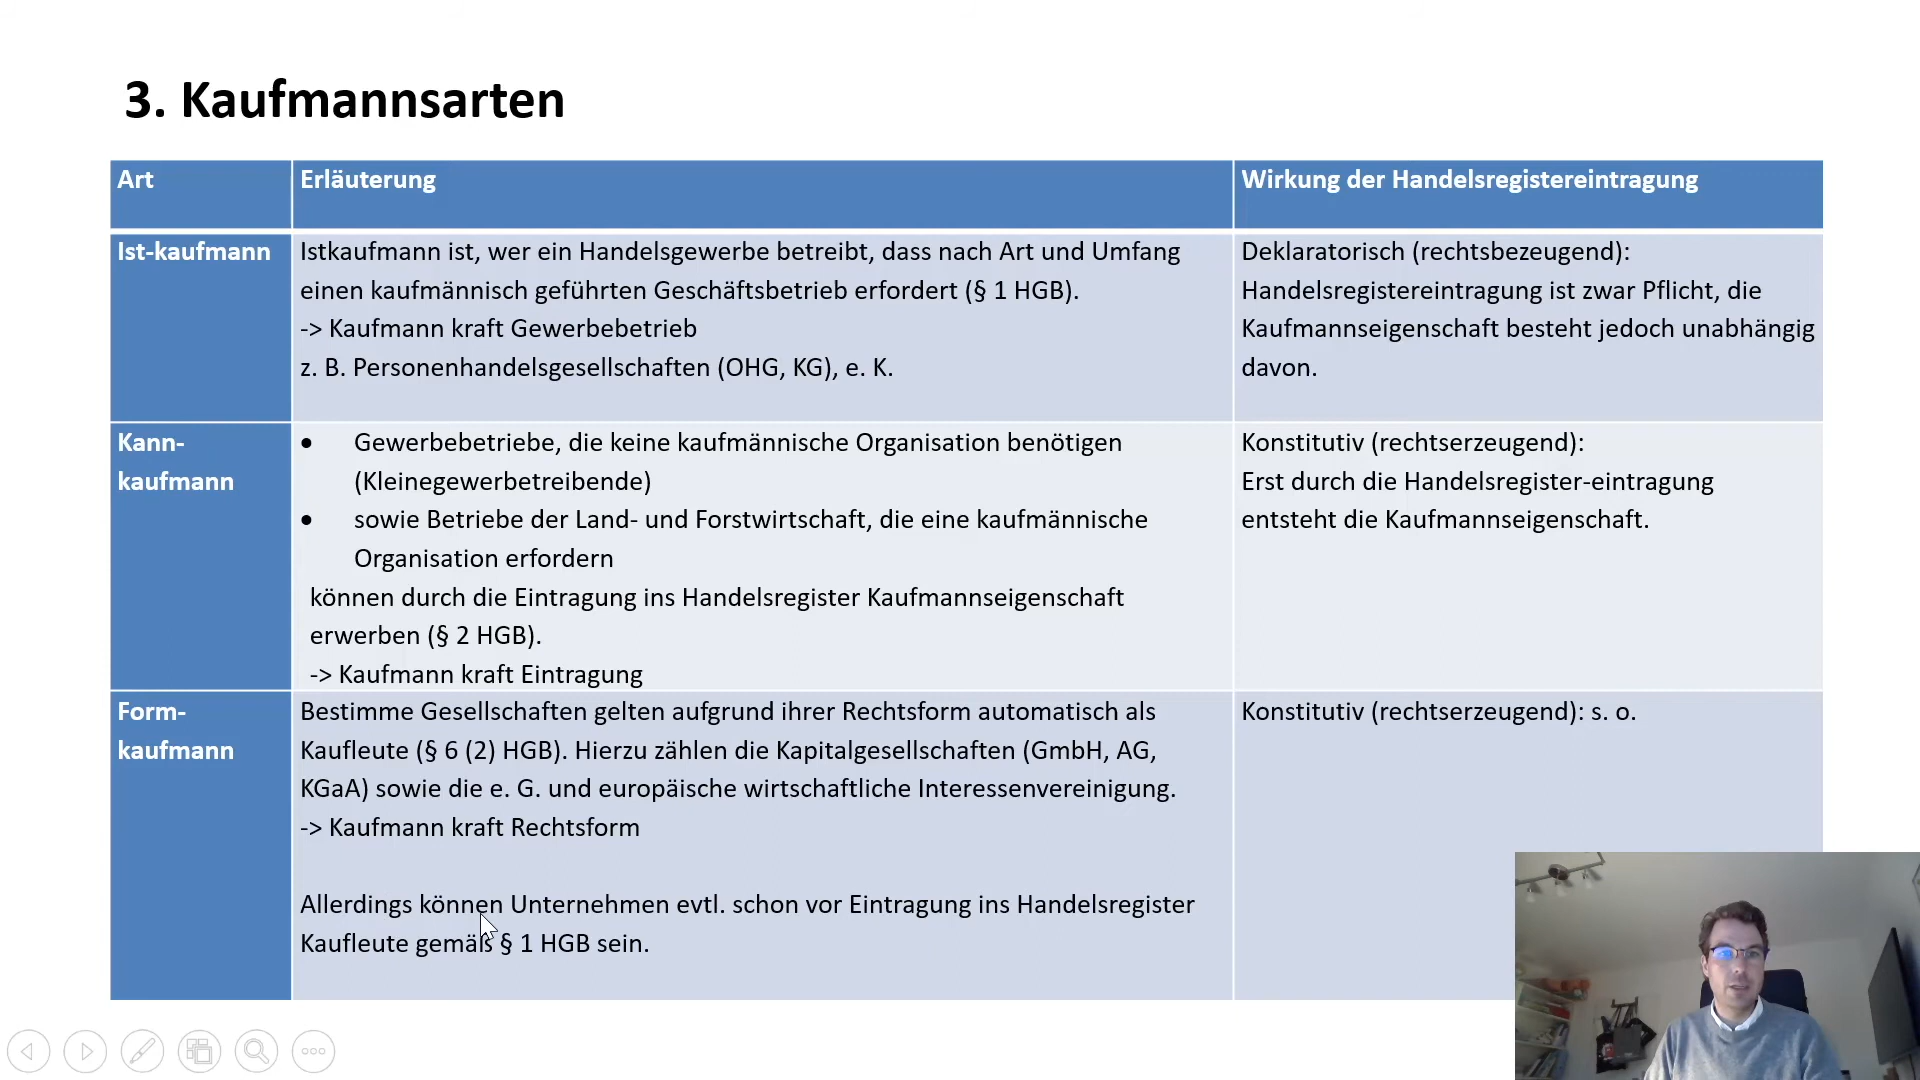 3. Kaufmannsarten
Art
Erläuterung
Wirkung der Handelsregistereintragung
Ist-kaufmann
Istkaufmann ist, wer ein Handelsgewerbe betreibt, dass nach Art und Umfang
einen kaufmännisch geführten Geschäftsbetrieb erfordert (§ 1 HGB).
-> Kaufmann kraft Gewerbebetrieb
z. B. Personenhandelsgesellschaften (OHG, KG), e. K.
Deklaratorisch (rechtsbezeugend):
Handelsregistereintragung ist zwar Pflicht, die
Kaufmannseigenschaft besteht jedoch unabhängig
davon.
Kann-
kaufmann
• Gewerbebetriebe, die keine kaufmännische Organisation benötigen
(Kleinegewerbetreibende)
• sowie Betriebe der Land- und Forstwirtschaft, die eine kaufmännische
Organisation erfordern
können durch die Eintragung ins Handelsregister Kaufmannseigenschaft
erwerben (§ 2 HGB).
-> Kaufmann kraft Eintragung
Konstitutiv (rechtserzeugend):
Erst durch die Handelsregister-eintragung
entsteht die Kaufmannseigenschaft.
Form-
kaufmann
Bestimme Gesellschaften gelten aufgrund ihrer Rechtsform automatisch als
Kaufleute (§ 6 (2) HGB). Hierzu zählen die Kapitalgesellschaften (GmbH, AG,
KGaA) sowie die e. G. und europäische wirtschaftliche Interessenvereinigung.
-> Kaufmann kraft Rechtsform
Allerdings können Unternehmen evtl. schon vor Eintragung ins Handelsregister
Kaufleute gemäß § 1 HGB sein.
Konstitutiv (rechtserzeugend): s. o.